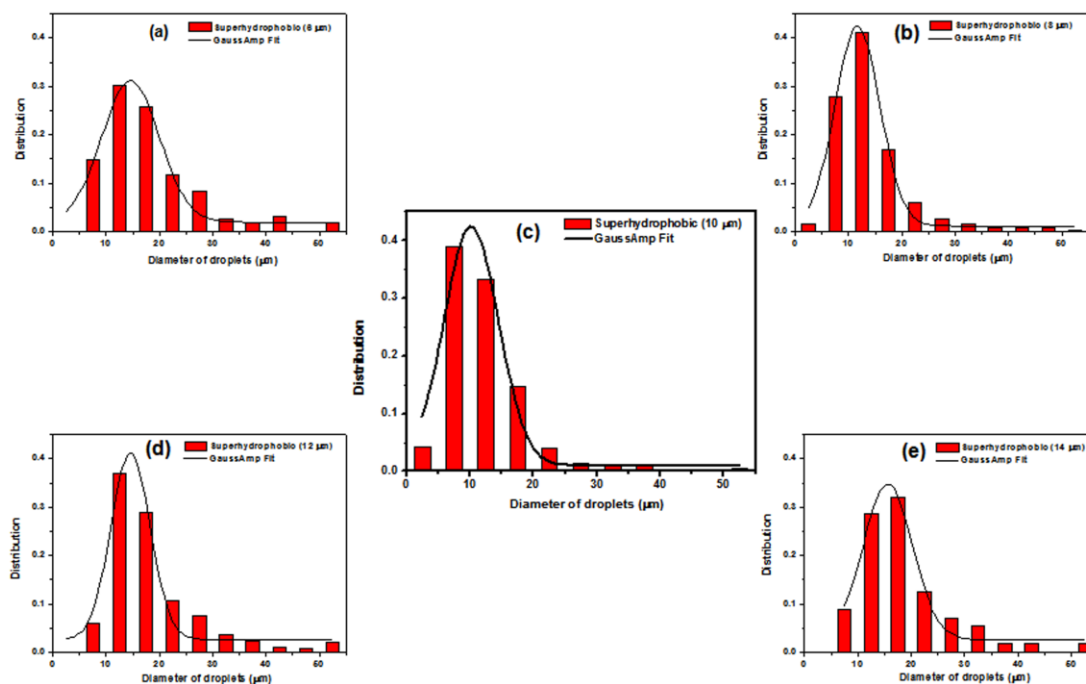 (a)
Superhydrophobic (6 µm)
GaussAmp Fit
0.4
0.3
0.2
0.1
0.0
Distribution
0 10 20 30 40 50 60
Diameter of droplets (µm)
(b)
Superhydrophobic (8 µm)
GaussAmp Fit
0.4
0.3
0.2
0.1
0.0
Distribution
0 10 20 30 40 50 60
Diameter of droplets (µm)
(c)
Superhydrophobic (10 µm)
GaussAmp Fit
0.4
0.3
0.2
0.1
0.0
Distribution
0 10 20 30 40 50
Diameter of droplets (µm)
(d)
Superhydrophobic (12 µm)
GaussAmp Fit
0.4
0.3
0.2
0.1
0.0
Distribution
0 10 20 30 40 50 60
Diameter of droplets (µm)
(e)
Superhydrophobic (14 µm)
GaussAmp Fit
0.4
0.3
0.2
0.1
0.0
Distribution
0 10 20 30 40 50
Diameter of droplets (µm)